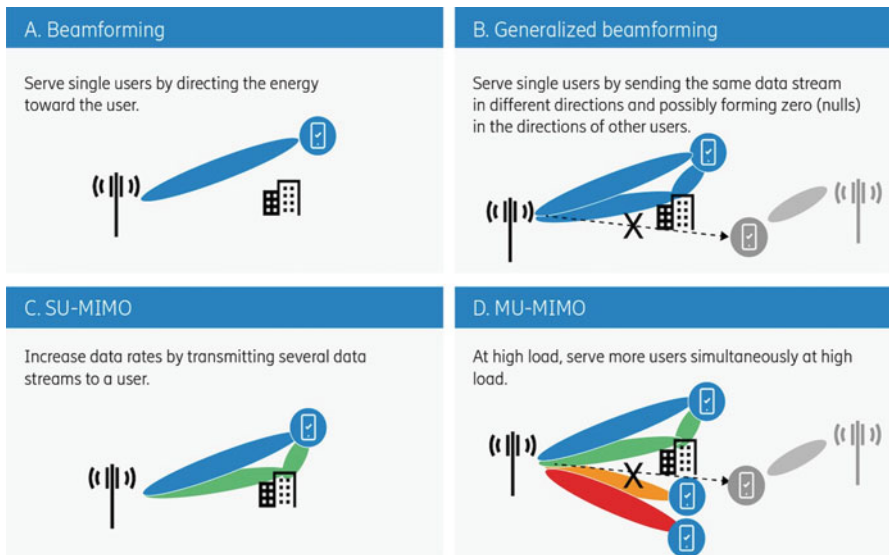 A. Beamforming
Serve single users by directing the energy
toward the user.
B. Generalized beamforming
Serve single users by sending the same data stream
in different directions and possibly forming zero (nulls)
in the directions of other users.
X
C. SU-MIMO
Increase data rates by transmitting several data
streams to a user.
D. MU-MIMO
At high load, serve more users simultaneously at high
load.
X